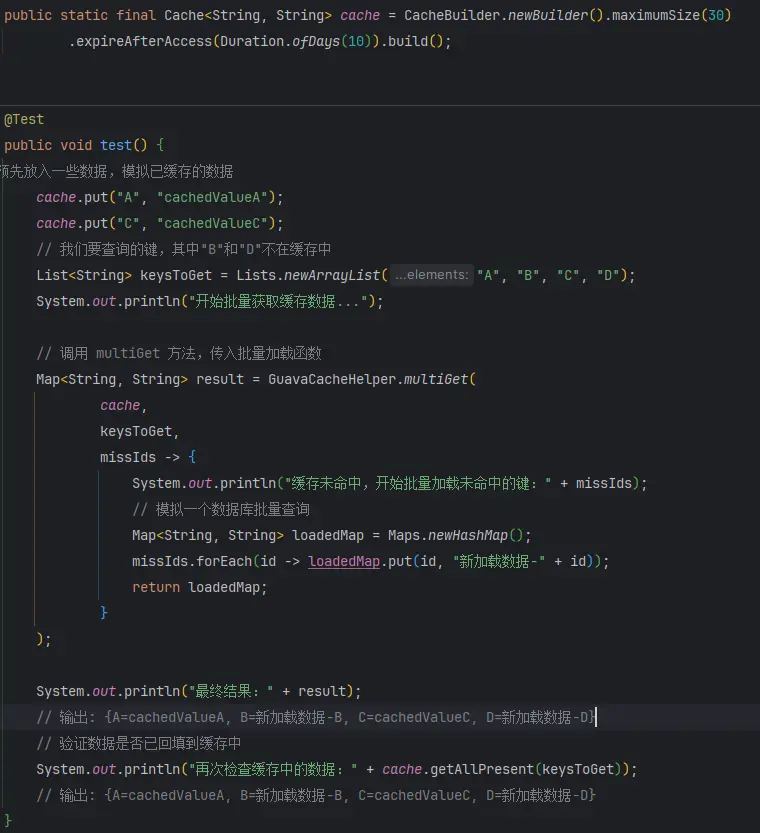 public static final Cache<String, String> cache = CacheBuilder.newBuilder().maximumSize(30)
.expireAfterAccess(Duration.ofDays(10)).build();
@Test
public void test() {
预先放入一些数据，模拟已缓存的数据
cache.put("A", "cachedValueA");
cache.put("C", "cachedValueC");
// 我们要查询的键，其中"B"和"D"不在缓存中
List<String> keysToGet = Lists.newArrayList( ...elements: "A", "B", "C", "D");
System.out.println("开始批量获取缓存数据...");
// 调用 multiGet 方法，传入批量加载函数
Map<String, String> result = GuavaCacheHelper.multiGet(
cache,
keysToGet,
missIds -> {
System.out.println("缓存未命中，开始批量加载未命中的键：" + missIds);
// 模拟一个数据库批量查询
Map<String, String> loadedMap = Maps.newHashMap();
missIds.forEach(id -> loadedMap.put(id, "新加载数据-" + id));
return loadedMap;
}
);
System.out.println("最终结果：" + result);
// 输出: {A=cachedValueA, B=新加载数据-B, C=cachedValueC, D=新加载数据-D}
// 验证数据是否已回填到缓存中
System.out.println("再次检查缓存中的数据：" + cache.getAllPresent(keysToGet));
// 输出: {A=cachedValueA, B=新加载数据-B, C=cachedValueC, D=新加载数据-D}
}